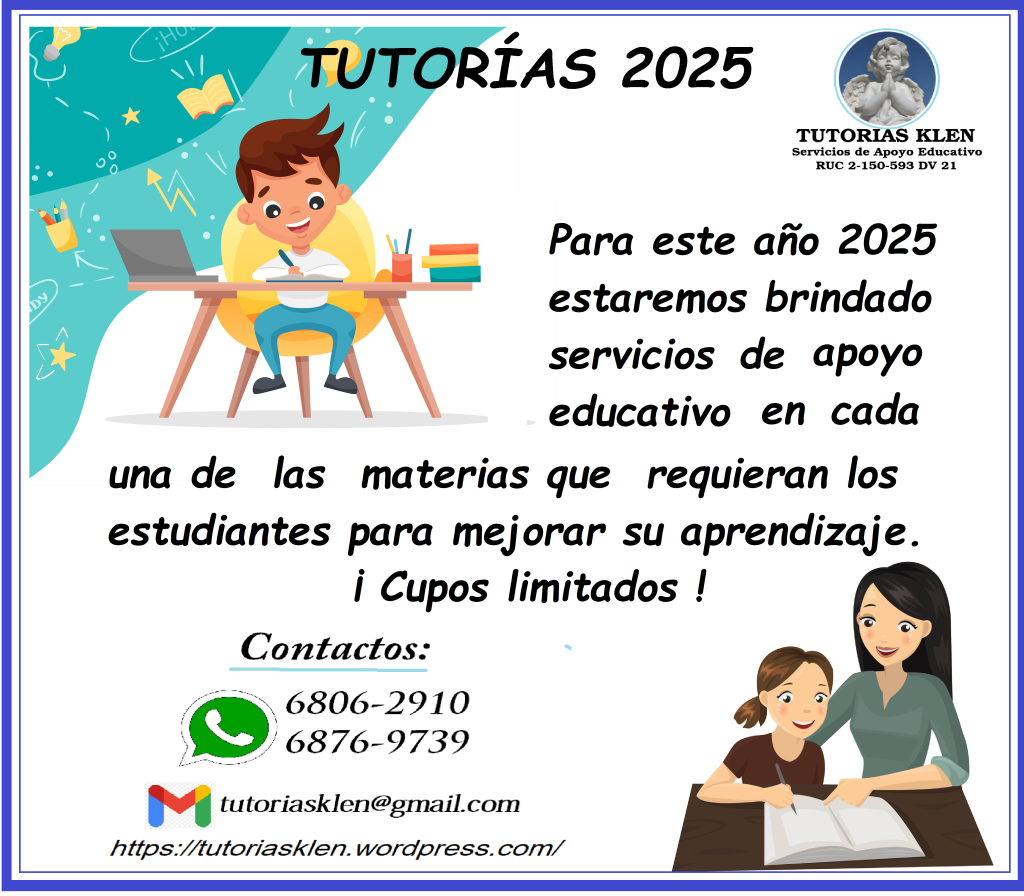 ¡Hol
TUTORÍAS 2025
TUTORIAS KLEN
Servicios de Apoyo Educativo
RUC 2-150-593 DV 21
Para este año 2025
estaremos brindado
servicios de apoyo
educativo en cada
una de las materias que requieran los
estudiantes para mejorar su aprendizaje.
¡ Cupos limitados !
Contactos:
6806-2910
6876-9739
tutoriasklen@gmail.com
https://tutoriasklen.wordpress.com/